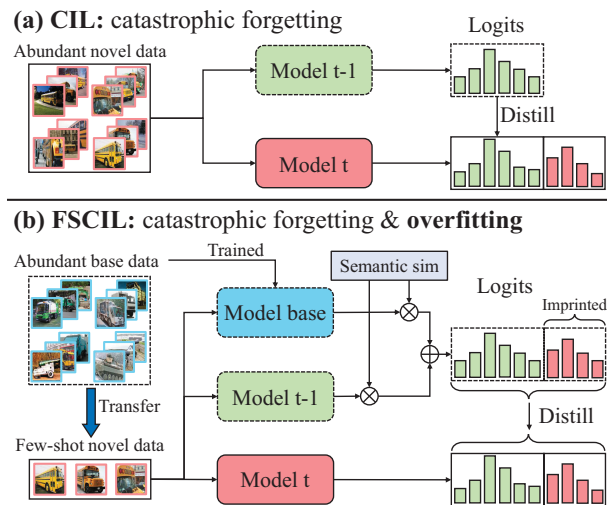 (a) CIL: catastrophic forgetting
Abundant novel data
Logits
Model t-1
Distill
Model t
(b) FSCIL: catastrophic forgetting & overfitting
Abundant base data
Trained
Semantic sim
Logits
Imprinted
Model base
Transfer
Model t-1
Distill
Few-shot novel data
Model t